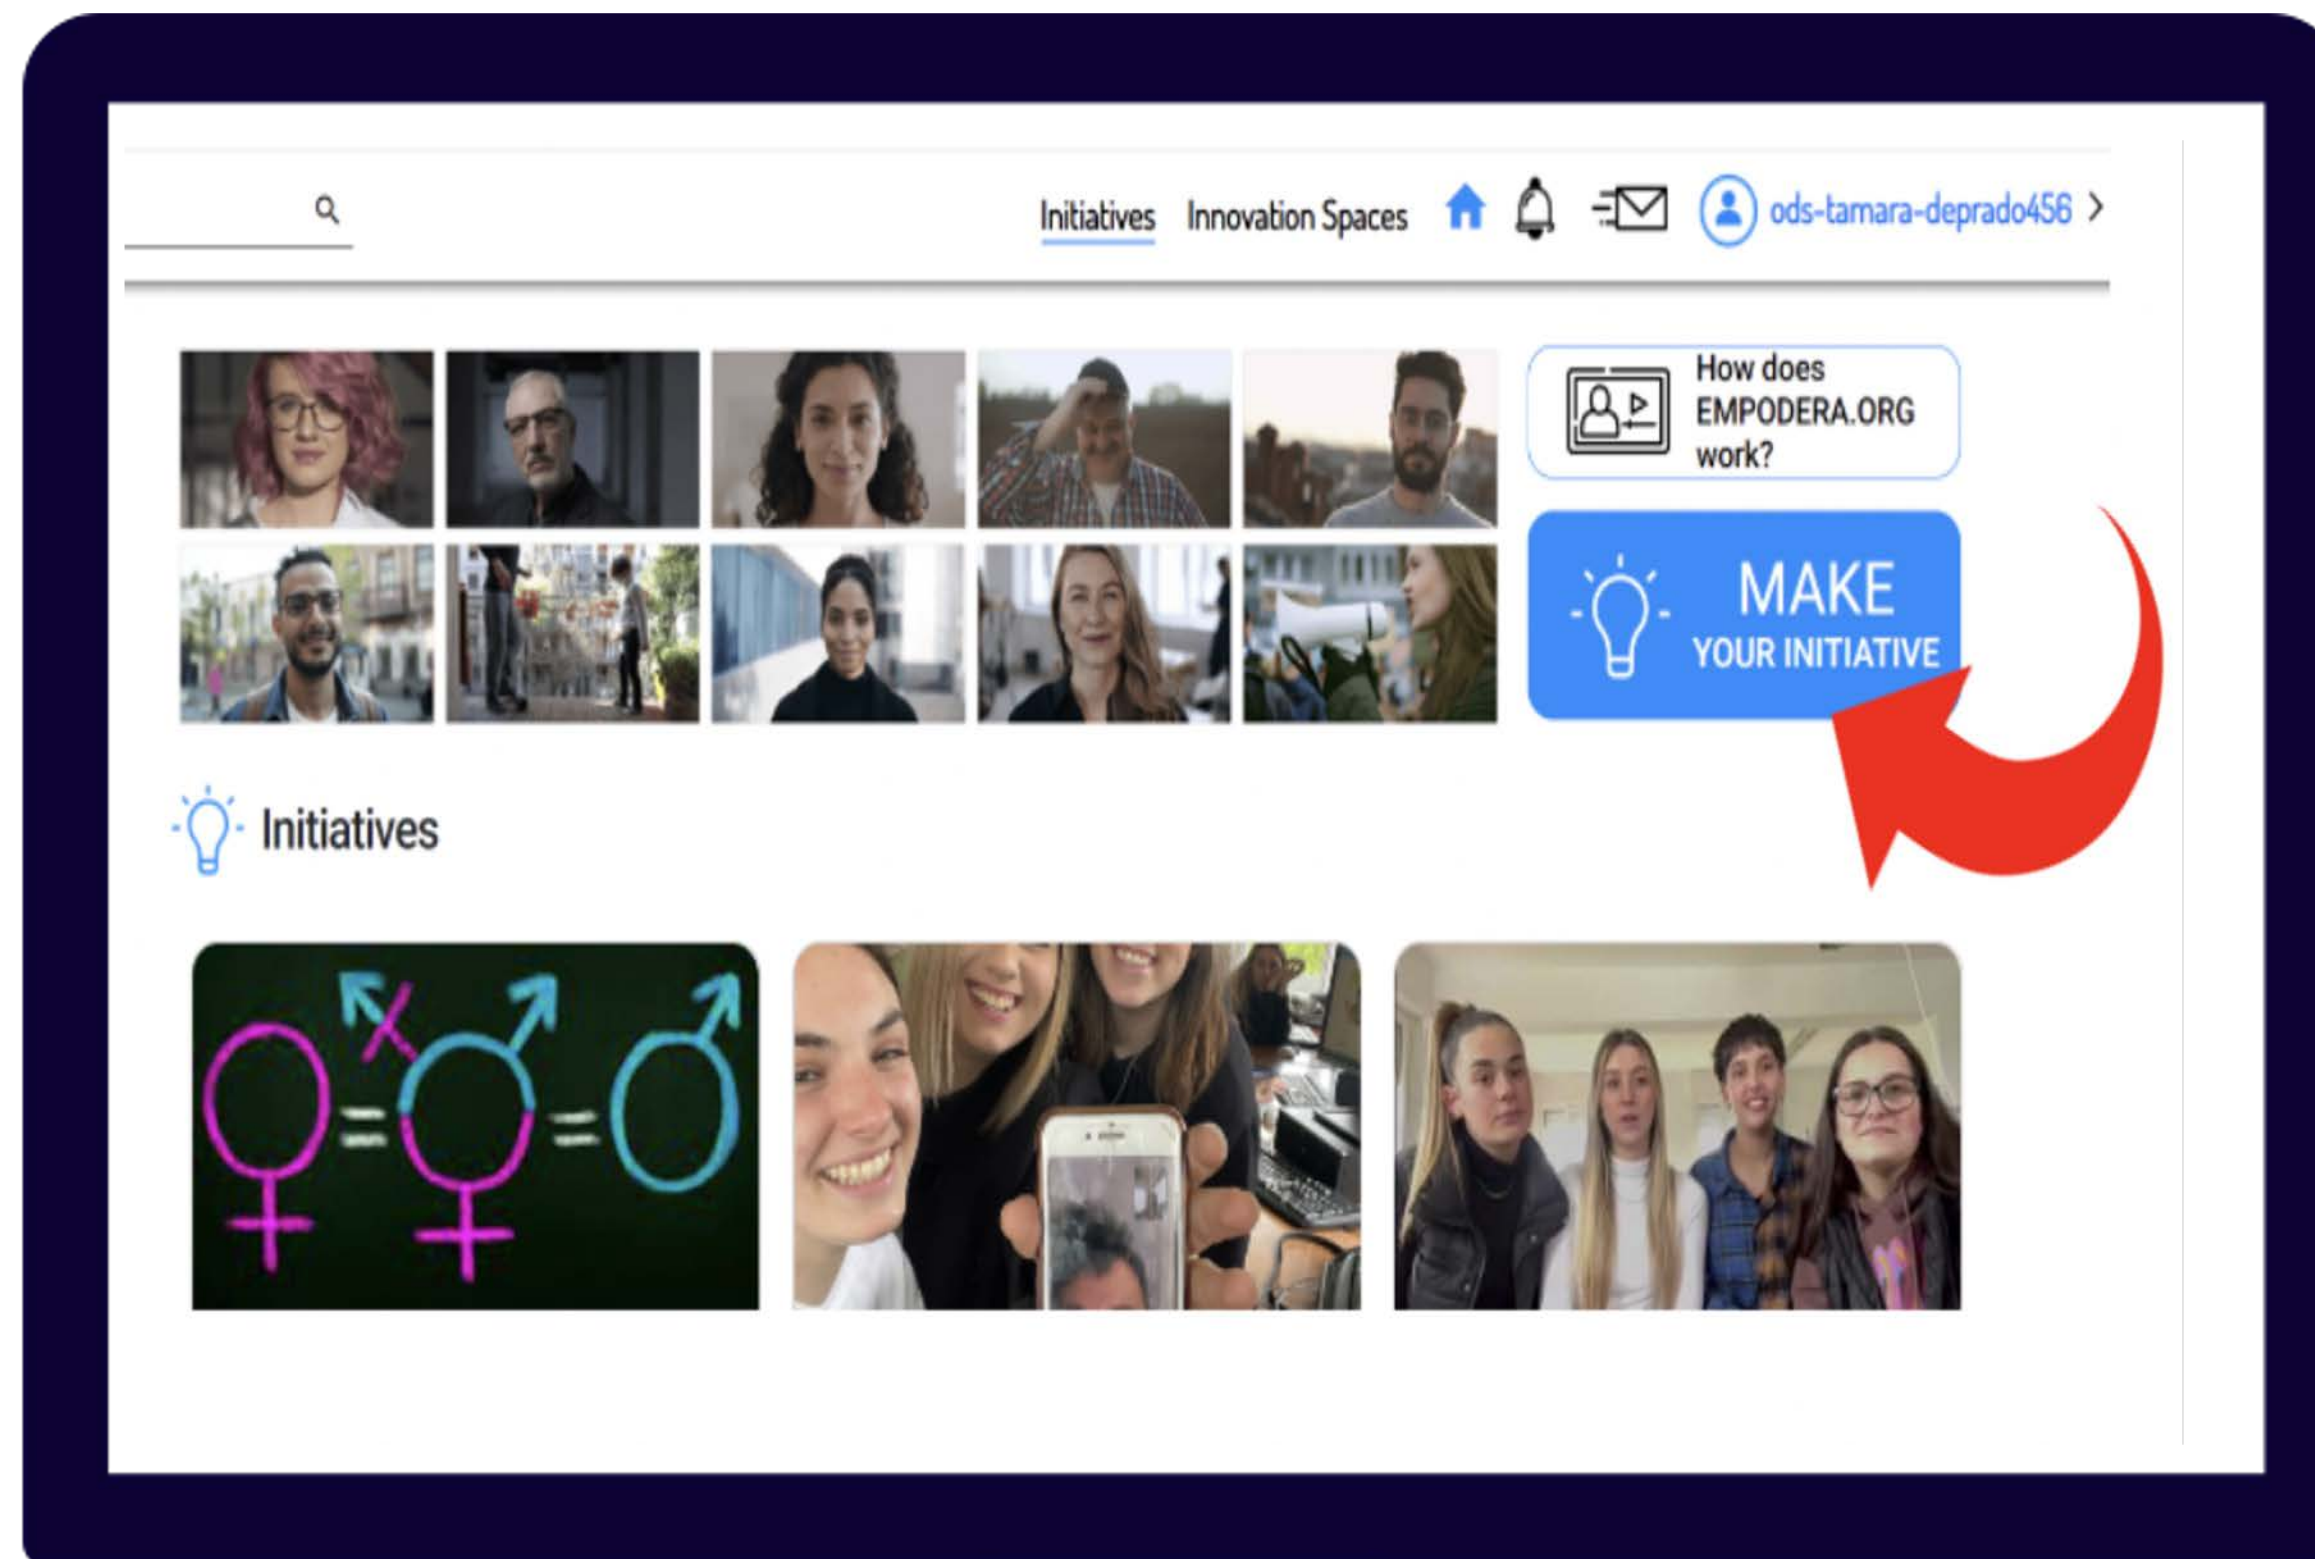 Initiatives Innovation Spaces ods-tamara-deprado456
How does
EMPODERA.ORG
work?
MAKE
YOUR INITIATIVE
Initiatives